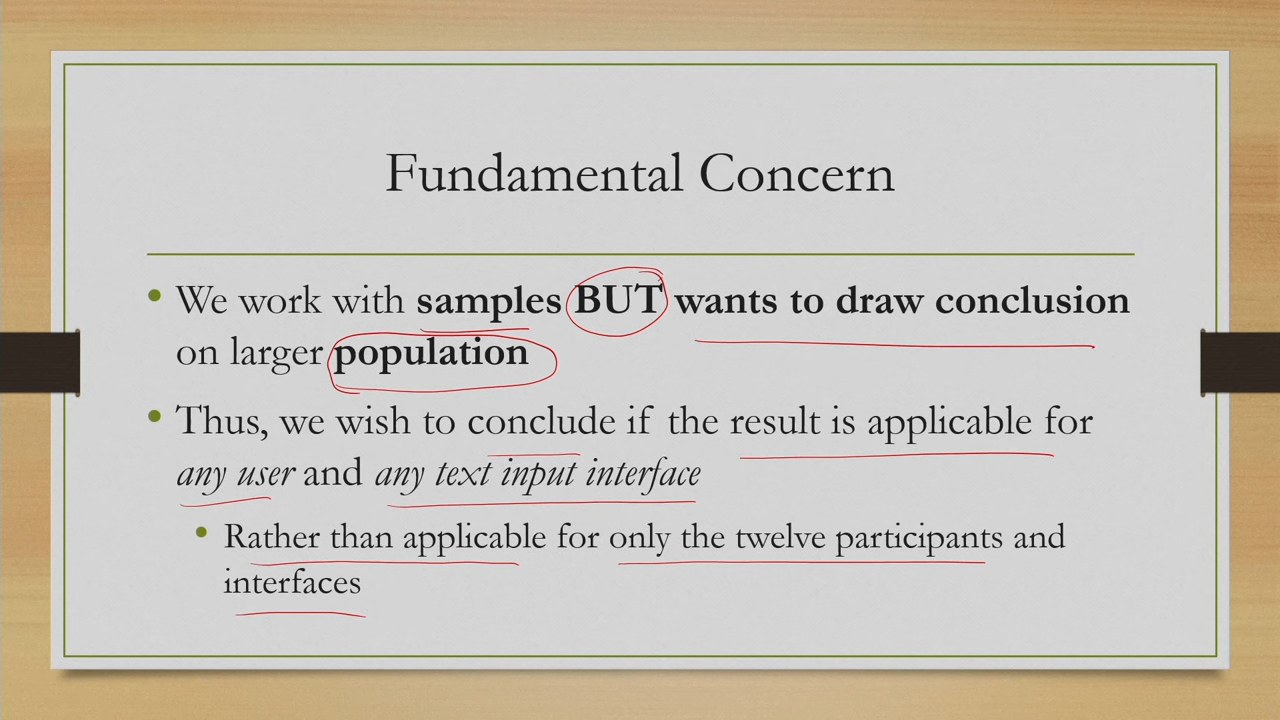 Fundamental Concern
• We work with samples BUT wants to draw conclusion
on larger population
• Thus, we wish to conclude if the result is applicable for
any user and any text input interface
• Rather than applicable for only the twelve participants and
interfaces